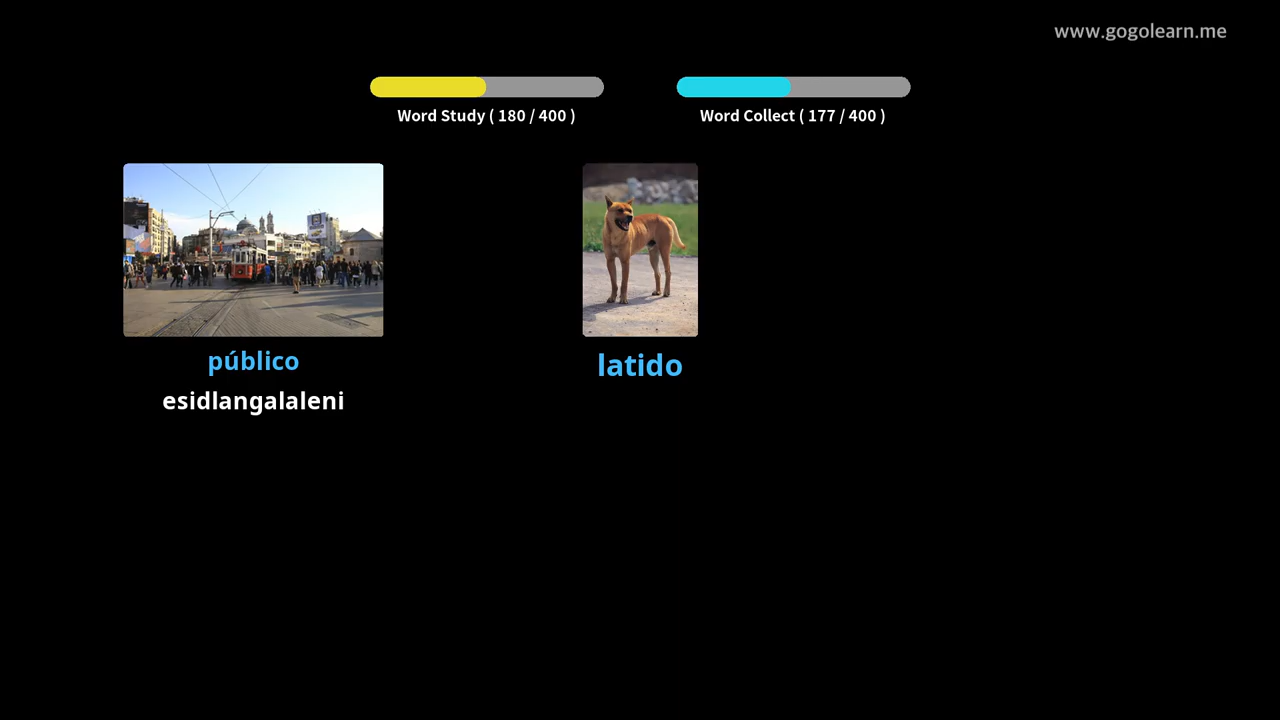 www.gogolearn.me
Word Study ( 180 / 400 )
Word Collect ( 177 / 400 )
público
esidlangalaleni
latido